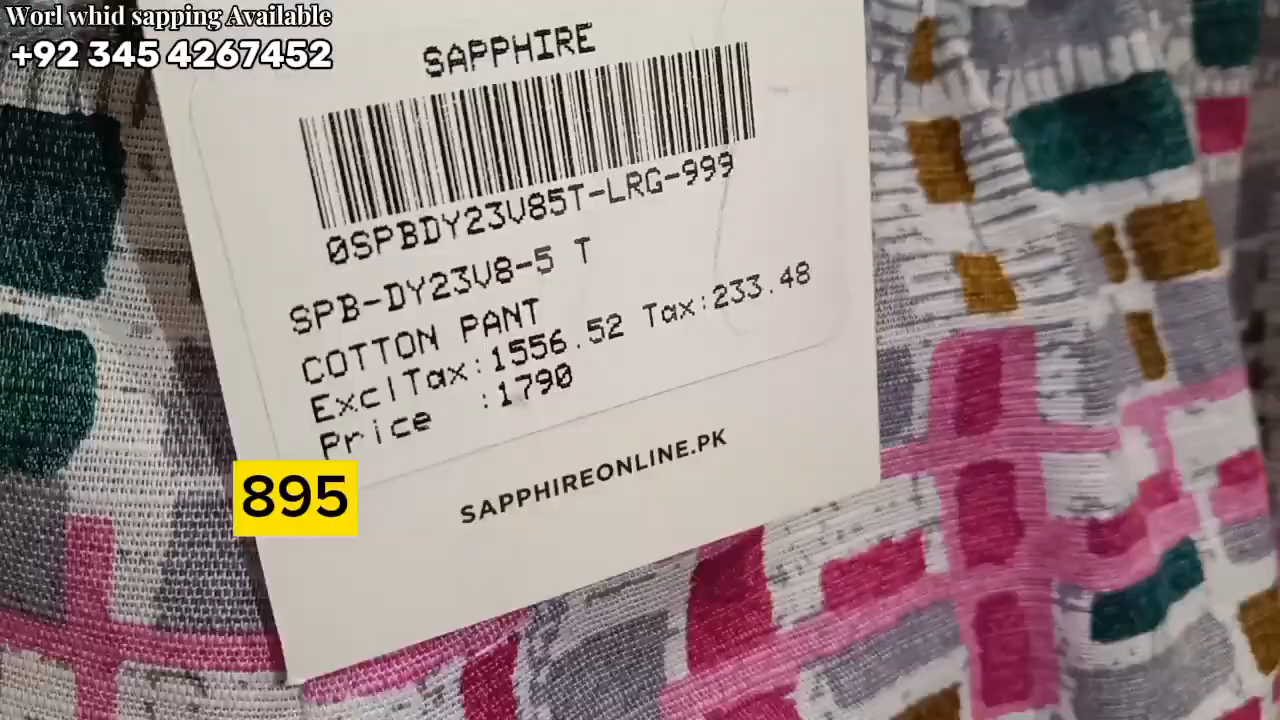 Worl whid sapping Available
+92 345 4267452
SAPPHIRE
0SPBDY23V85T-LRG-999
SPB-DY23V8-5 T
COTTON PANT
ExclTax:1556.52 Tax:233.48
Price :1790
895
SAPPHIREONLINE.PK